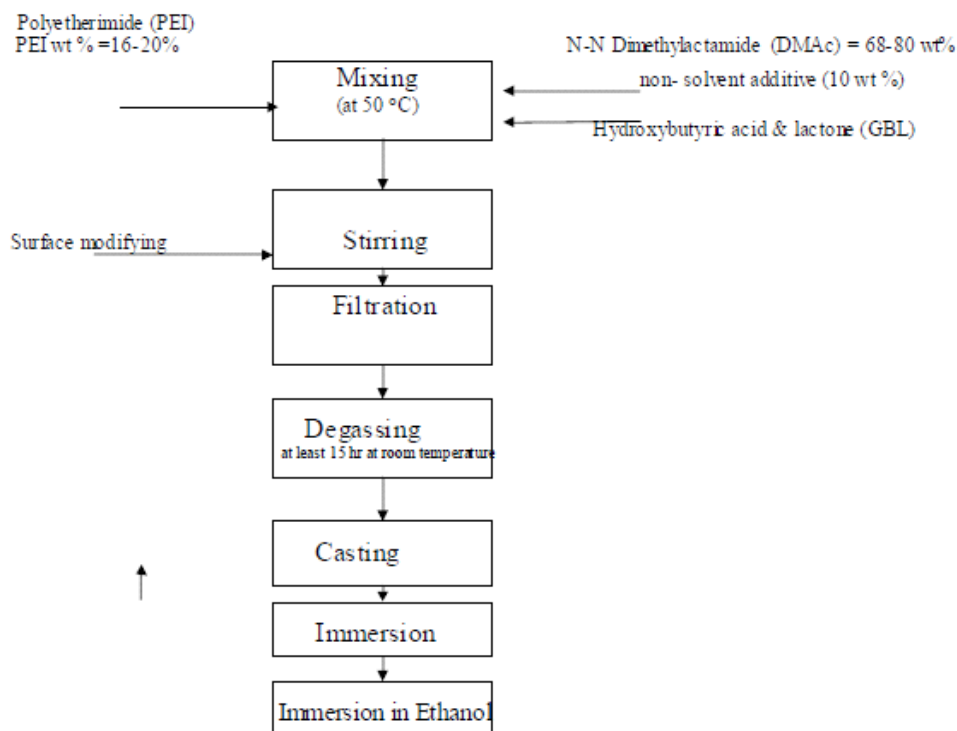 Polyetherimide (PEI)
PEI wt % =16-20%
N-N Dimethylactamide (DMAc) = 68-80 wt%
non- solvent additive (10 wt %)
Hydroxybutyric acid & lactone (GBL)
Mixing
(at 50 °C)
Surface modifying
Stirring
Filtration
Degassing
at least 15 hr at room temperature
Casting
Immersion
Immersion in Ethanol